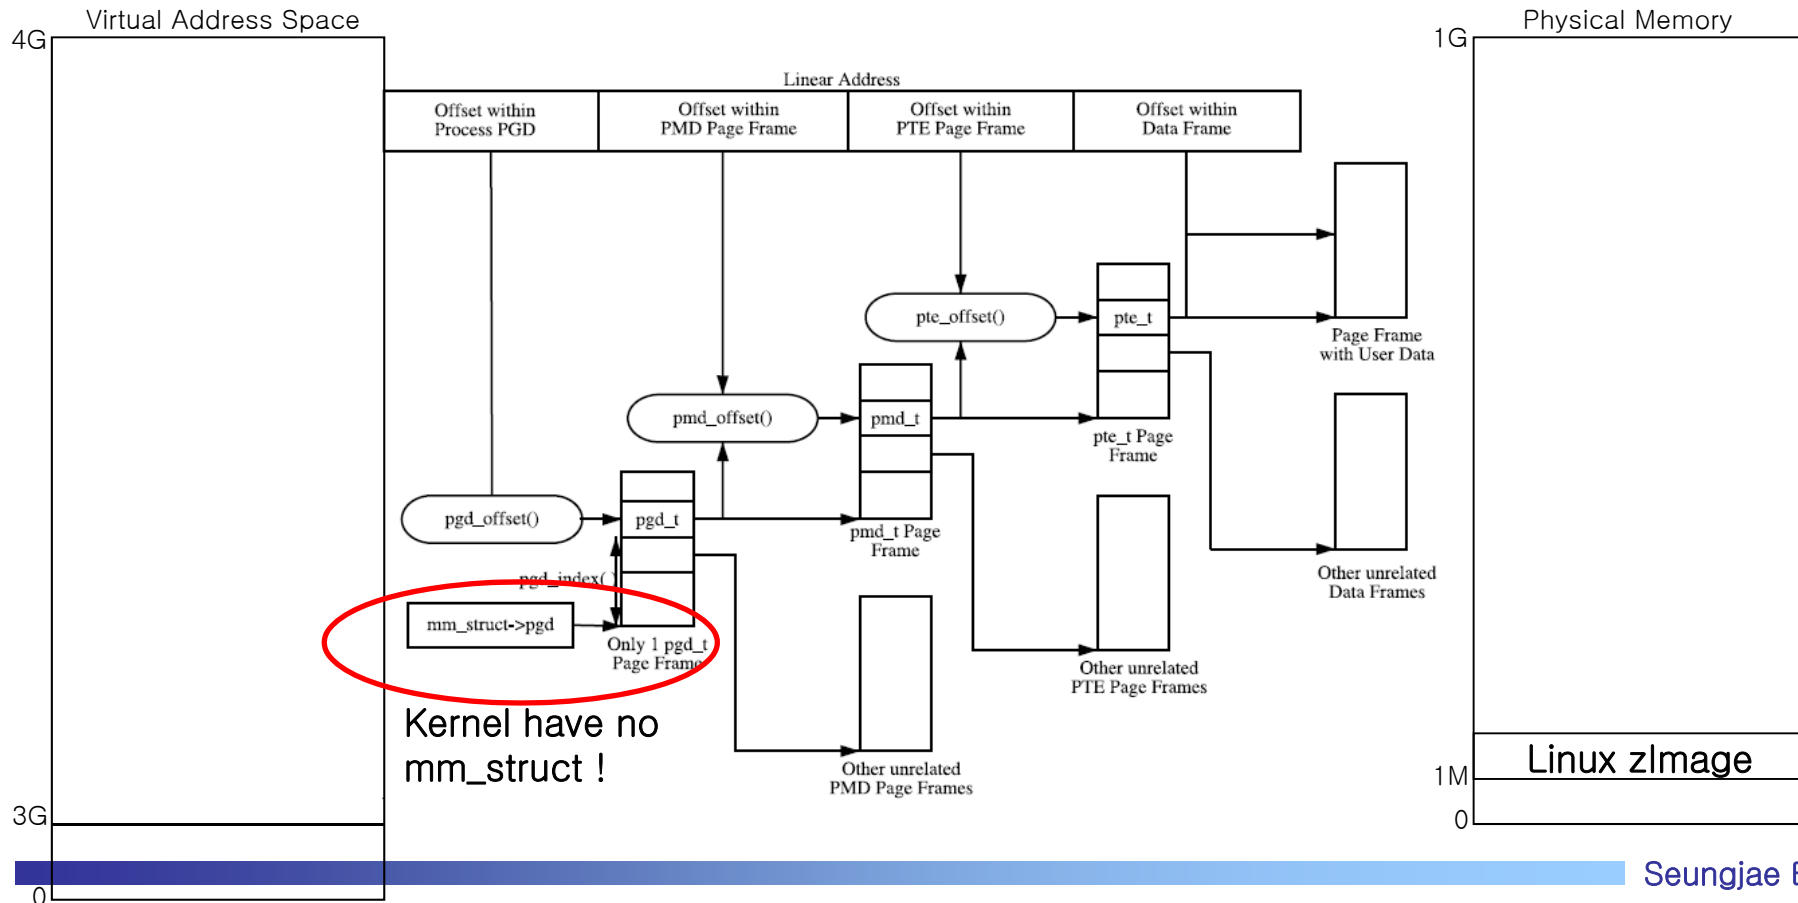 Virtual Address Space
Physical Memory
4G
1G
Linear Address
Offset within
Process PGD
Offset within
PMD Page Frame
Offset within
PTE Page Frame
Offset within
Data Frame
pte_offset()
pte_t
Page Frame
with User Data
pmd_offset()
pmd_t
pte_t Page
Frame
pgd_offset()
pgd_t
pmd_t Page
Frame
pgd_index()
Other unrelated
Data Frames
mm_struct->pgd
Only 1 pgd_t
Page Frame
Other unrelated
PTE Page Frames
Kernel have no
mm_struct !
Other unrelated
PMD Page Frames
Linux zImage
1M
3G
0
Seungjae
0